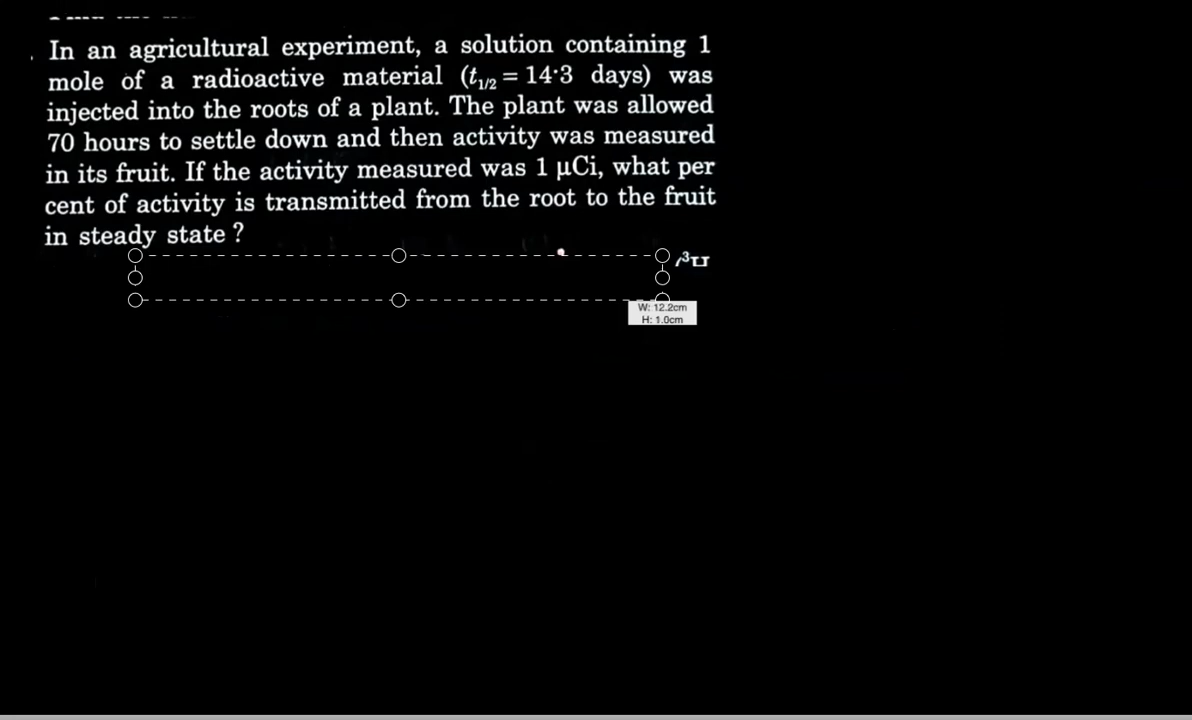 In an agricultural experiment, a solution containing 1
mole of a radioactive material (t1/2 = 14·3 days) was
injected into the roots of a plant. The plant was allowed
70 hours to settle down and then activity was measured
in its fruit. If the activity measured was 1 μCi, what per
cent of activity is transmitted from the root to the fruit
in steady state ?
W: 12.2cm
H: 1.0cm